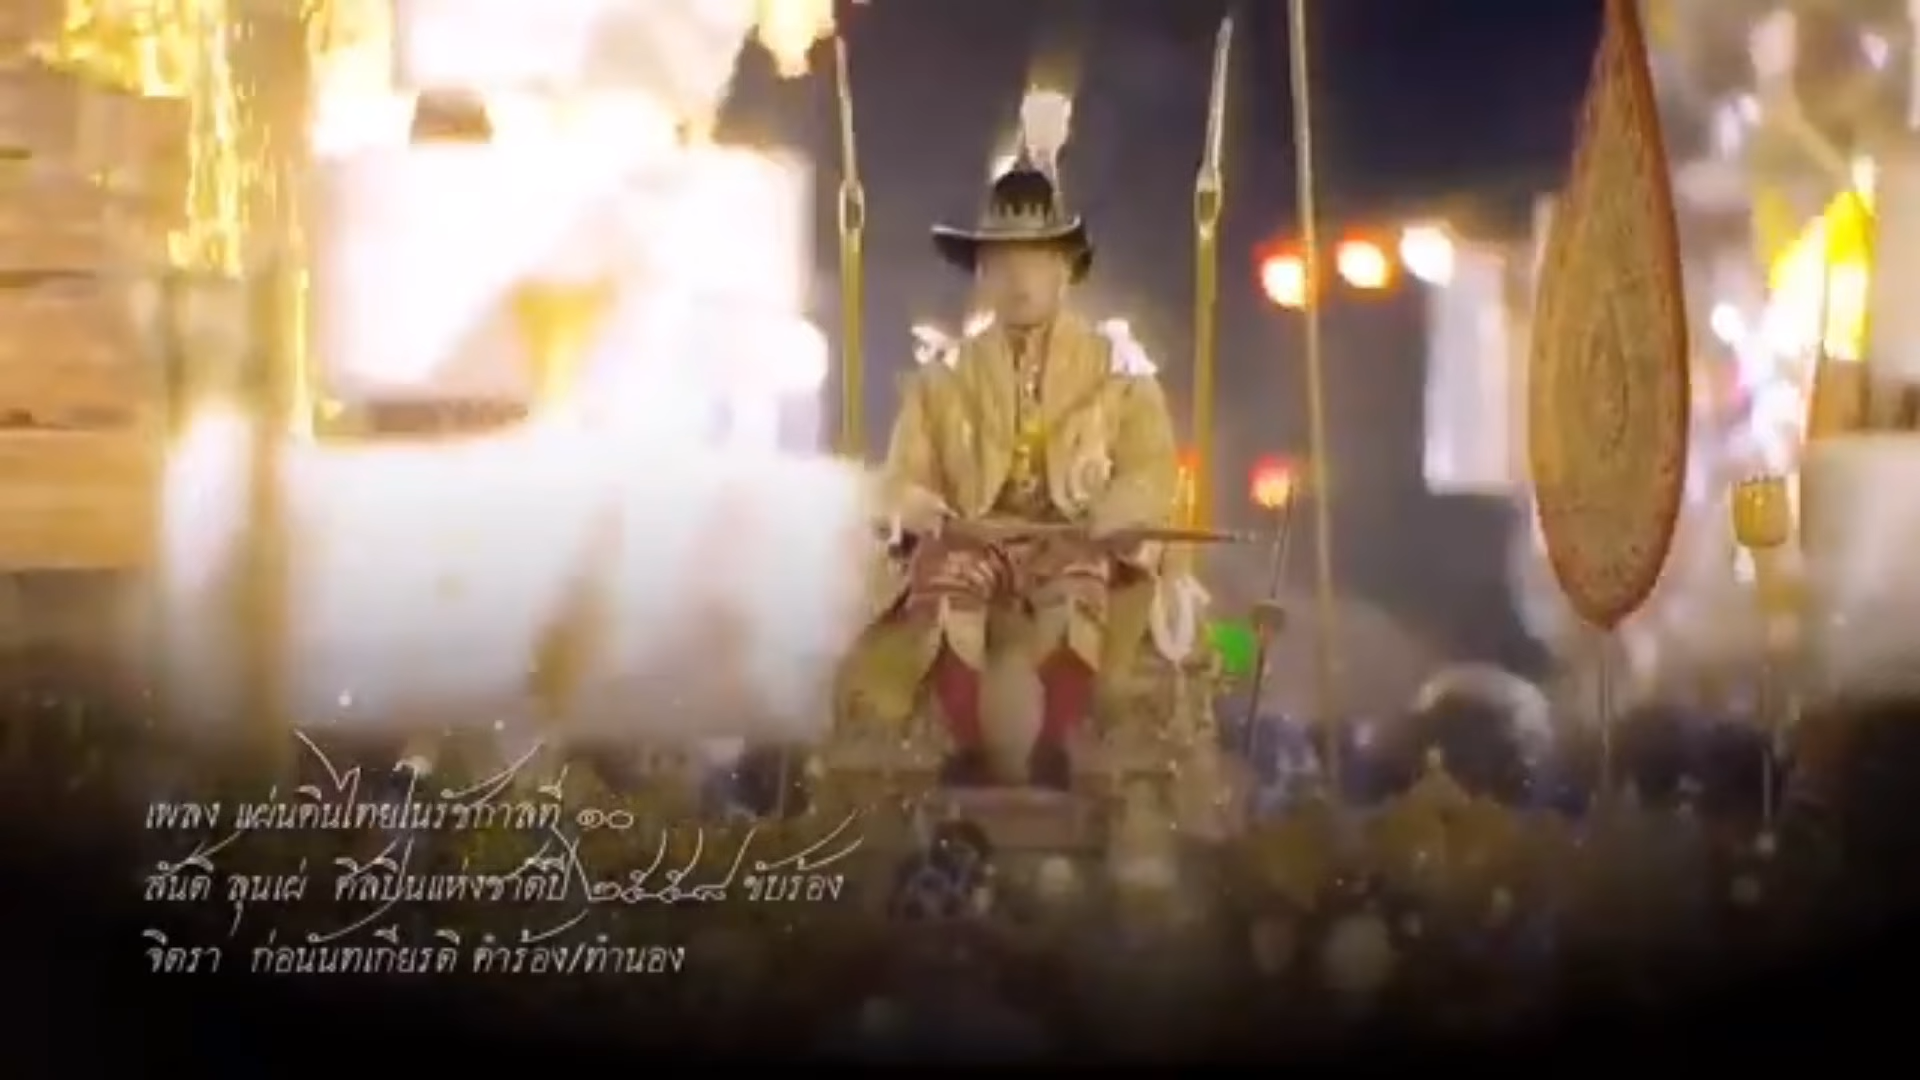 เพลง แผ่นดินไทยในรัชกาลที่ ๑๐
สันติ ลุนเผ่ ศิลปินแห่งชาติปี ๒๕๕๘ ขับร้อง
จิตรา ก่อนันทเกียรติ คำร้อง/ทำนอง